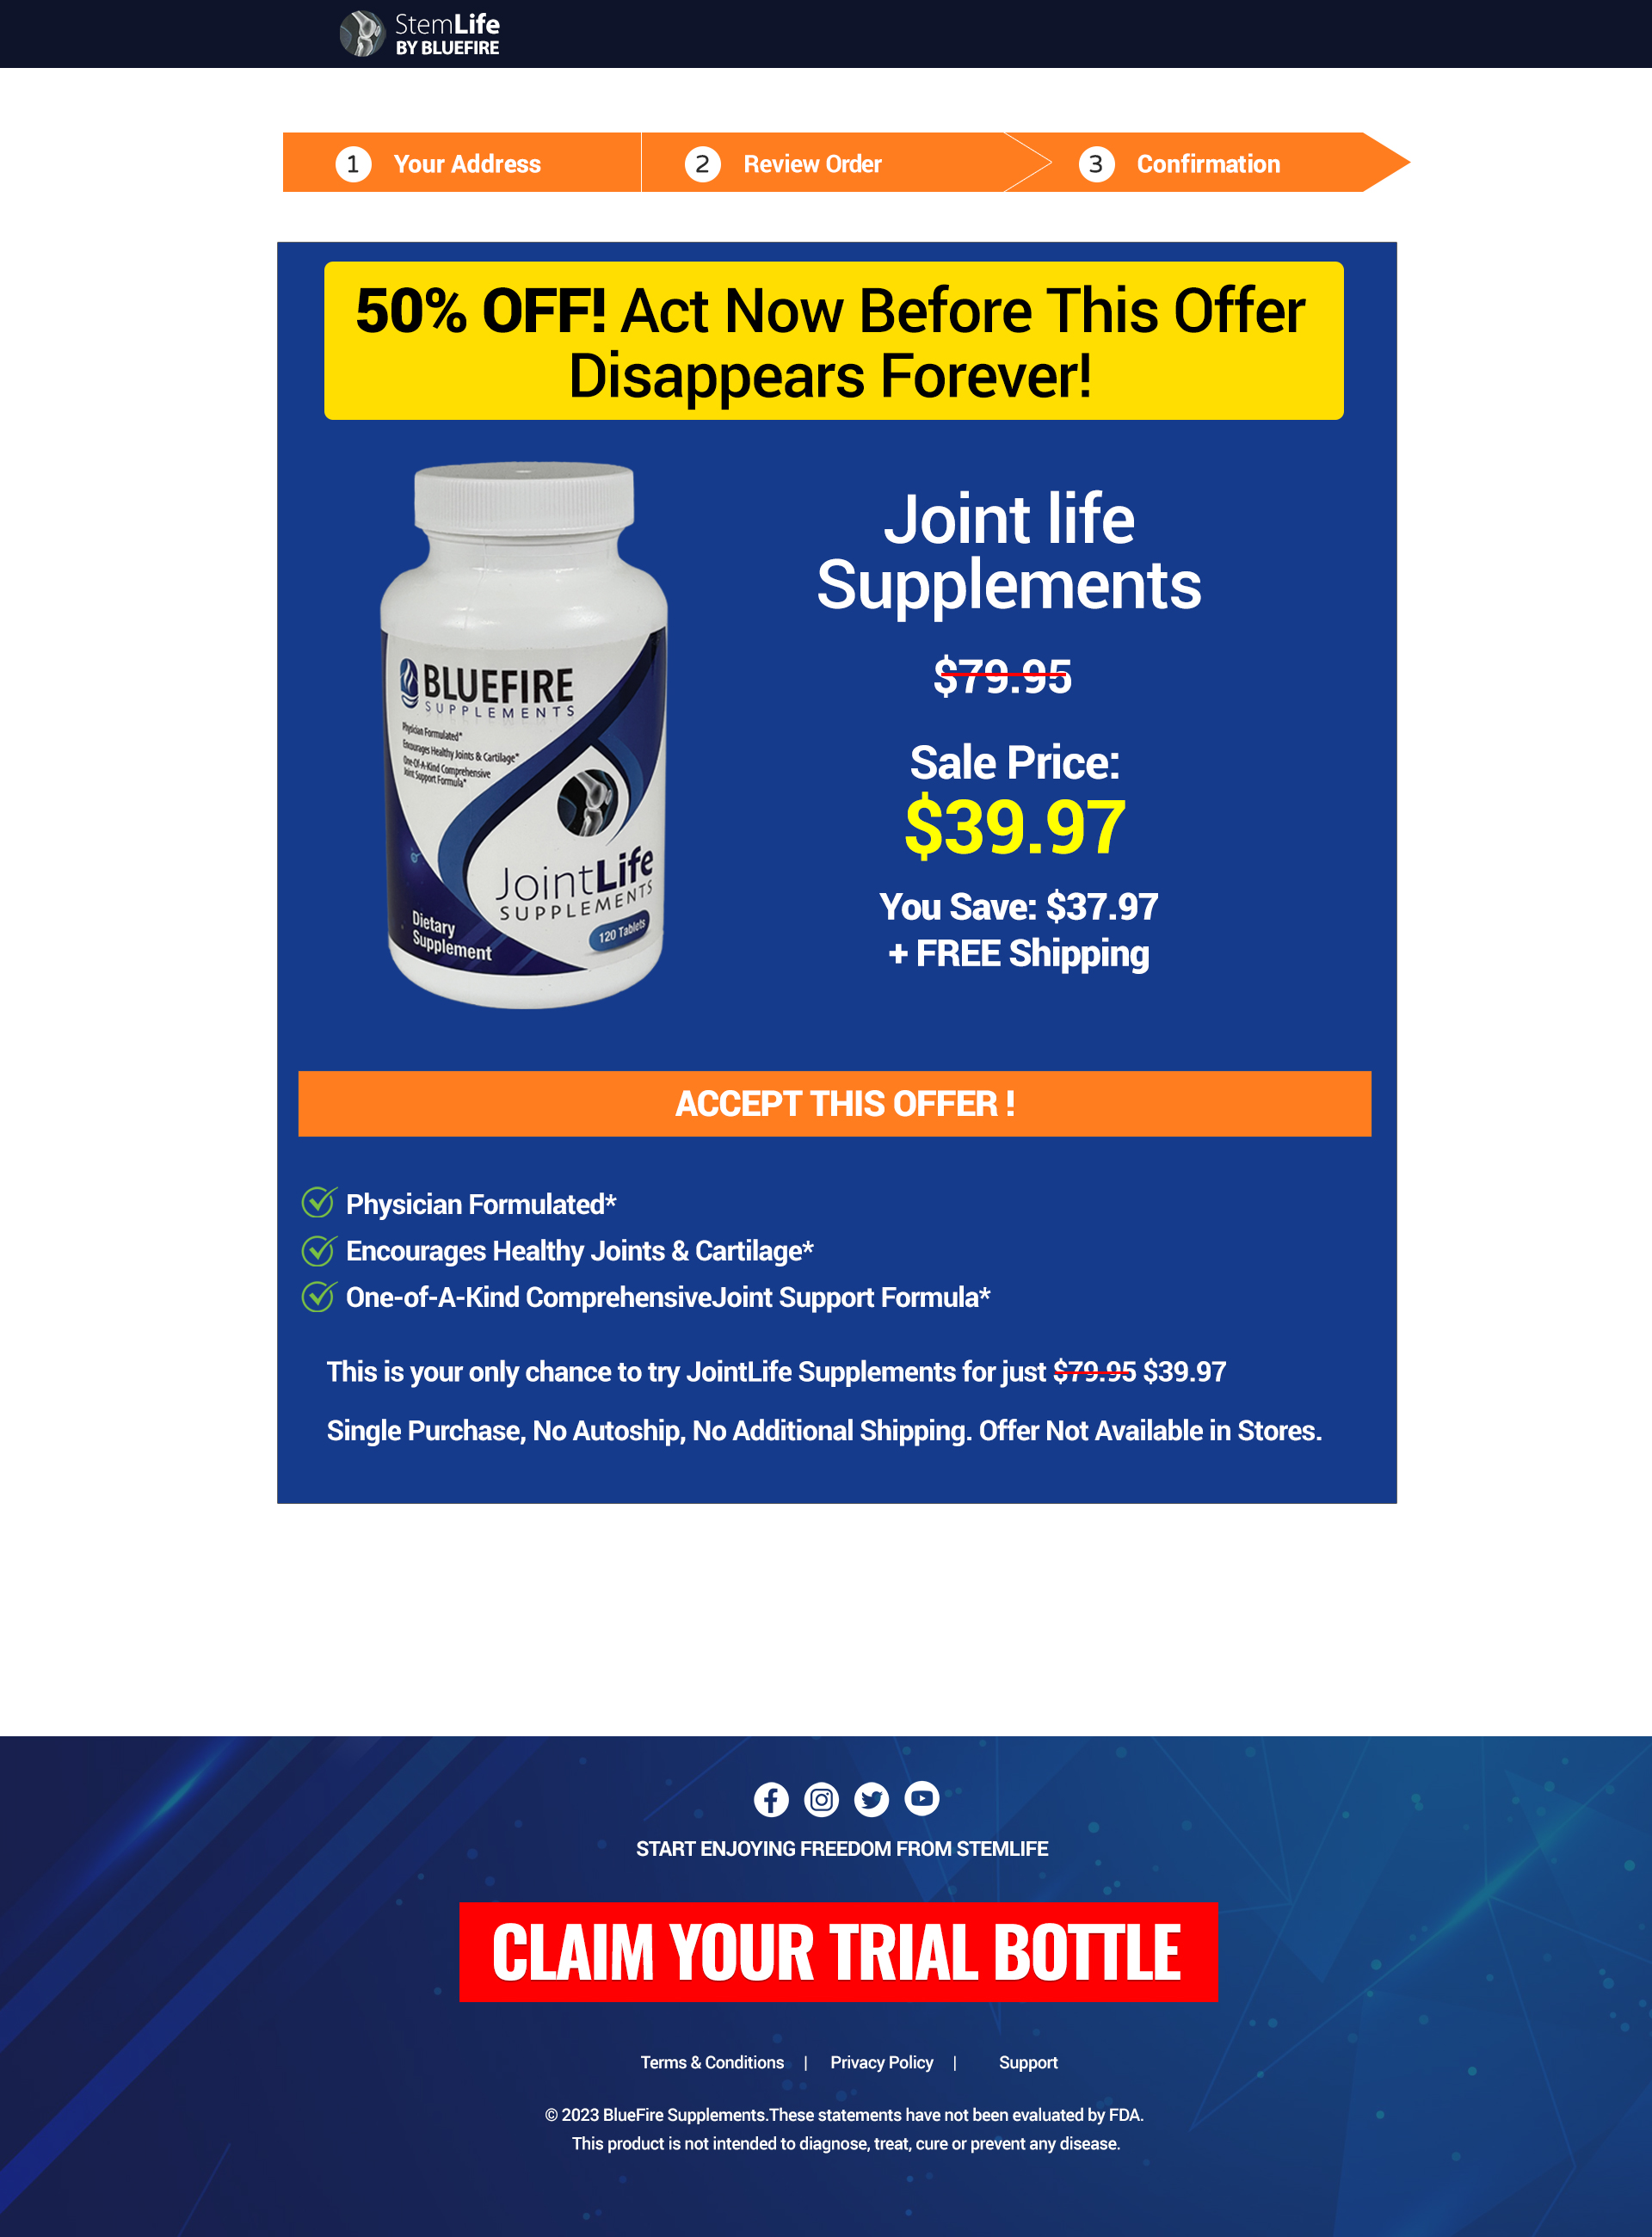 StemLife
BY BLUEFIRE
1 Your Address
2 Review Order
3 Confirmation
50% OFF! Act Now Before This Offer
Disappears Forever!
BLUEFIRE
SUPPLEMENTS
Physician Formulated*
Encourages Healthy Joints & Cartilage*
One-Of-A-Kind Comprehensive
Joint Support Formula*
JointLife
SUPPLEMENTS
Dietary
Supplement
120 Tablets
Joint life
Supplements
$79.95
Sale Price:
$39.97
You Save: $37.97
+ FREE Shipping
ACCEPT THIS OFFER !
Physician Formulated*
Encourages Healthy Joints & Cartilage*
One-of-A-Kind ComprehensiveJoint Support Formula*
This is your only chance to try JointLife Supplements for just $79.95 $39.97
Single Purchase, No Autoship, No Additional Shipping. Offer Not Available in Stores.
START ENJOYING FREEDOM FROM STEMLIFE
CLAIM YOUR TRIAL BOTTLE
Terms & Conditions | Privacy Policy | Support
© 2023 BlueFire Supplements.These statements have not been evaluated by FDA.
This product is not intended to diagnose, treat, cure or prevent any disease.